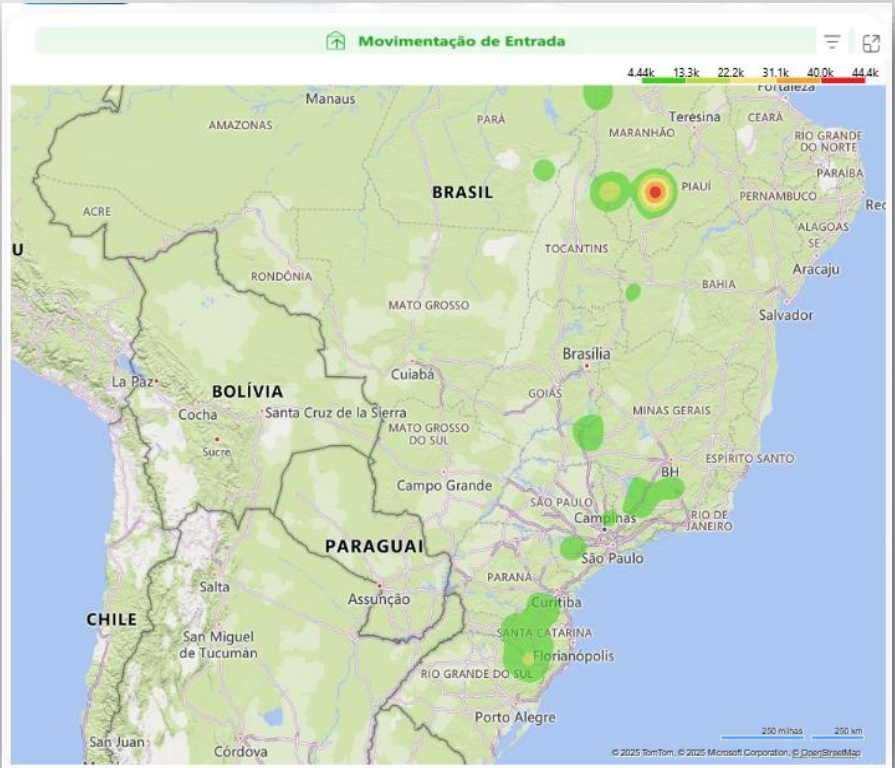 Movimentação de Entrada
4.44k 13.3k 22.2k 31.1k 40.0k 44.4k
Fortaleza
Manaus
AMAZONAS
PARÁ
Teresina
CEARÁ
MARANHÃO
RIO GRANDE
DO NORTE
PARAÍBA
BRASIL
PIAUÍ
PERNAMBUCO
Rec
ACRE
ALAGOAS
SE
U
TOCANTINS
Aracaju
RONDÔNIA
BAHIA
MATO GROSSO
Salvador
Brasília
La Paz
Cuiabá
BOLÍVIA
GOIÁS
Cocha
Santa Cruz de la Sierra
MINAS GERAIS
MATO GROSSO
DO SUL
Sucre
ESPÍRITO SANTO
BH
Campo Grande
SÃO PAULO
Campinas
RIO DE
JANEIRO
PARAGUAI
São Paulo
PARANÁ
Salta
Assunção
Curitiba
CHILE
San Miguel
de Tucumán
SANTA CATARINA
Florianópolis
RIO GRANDE DO SUL
Porto Alegre
250 milhas 250 km
San Juan
Córdova
© 2025 TomTom, © 2025 Microsoft Corporation, © OpenStreetMap